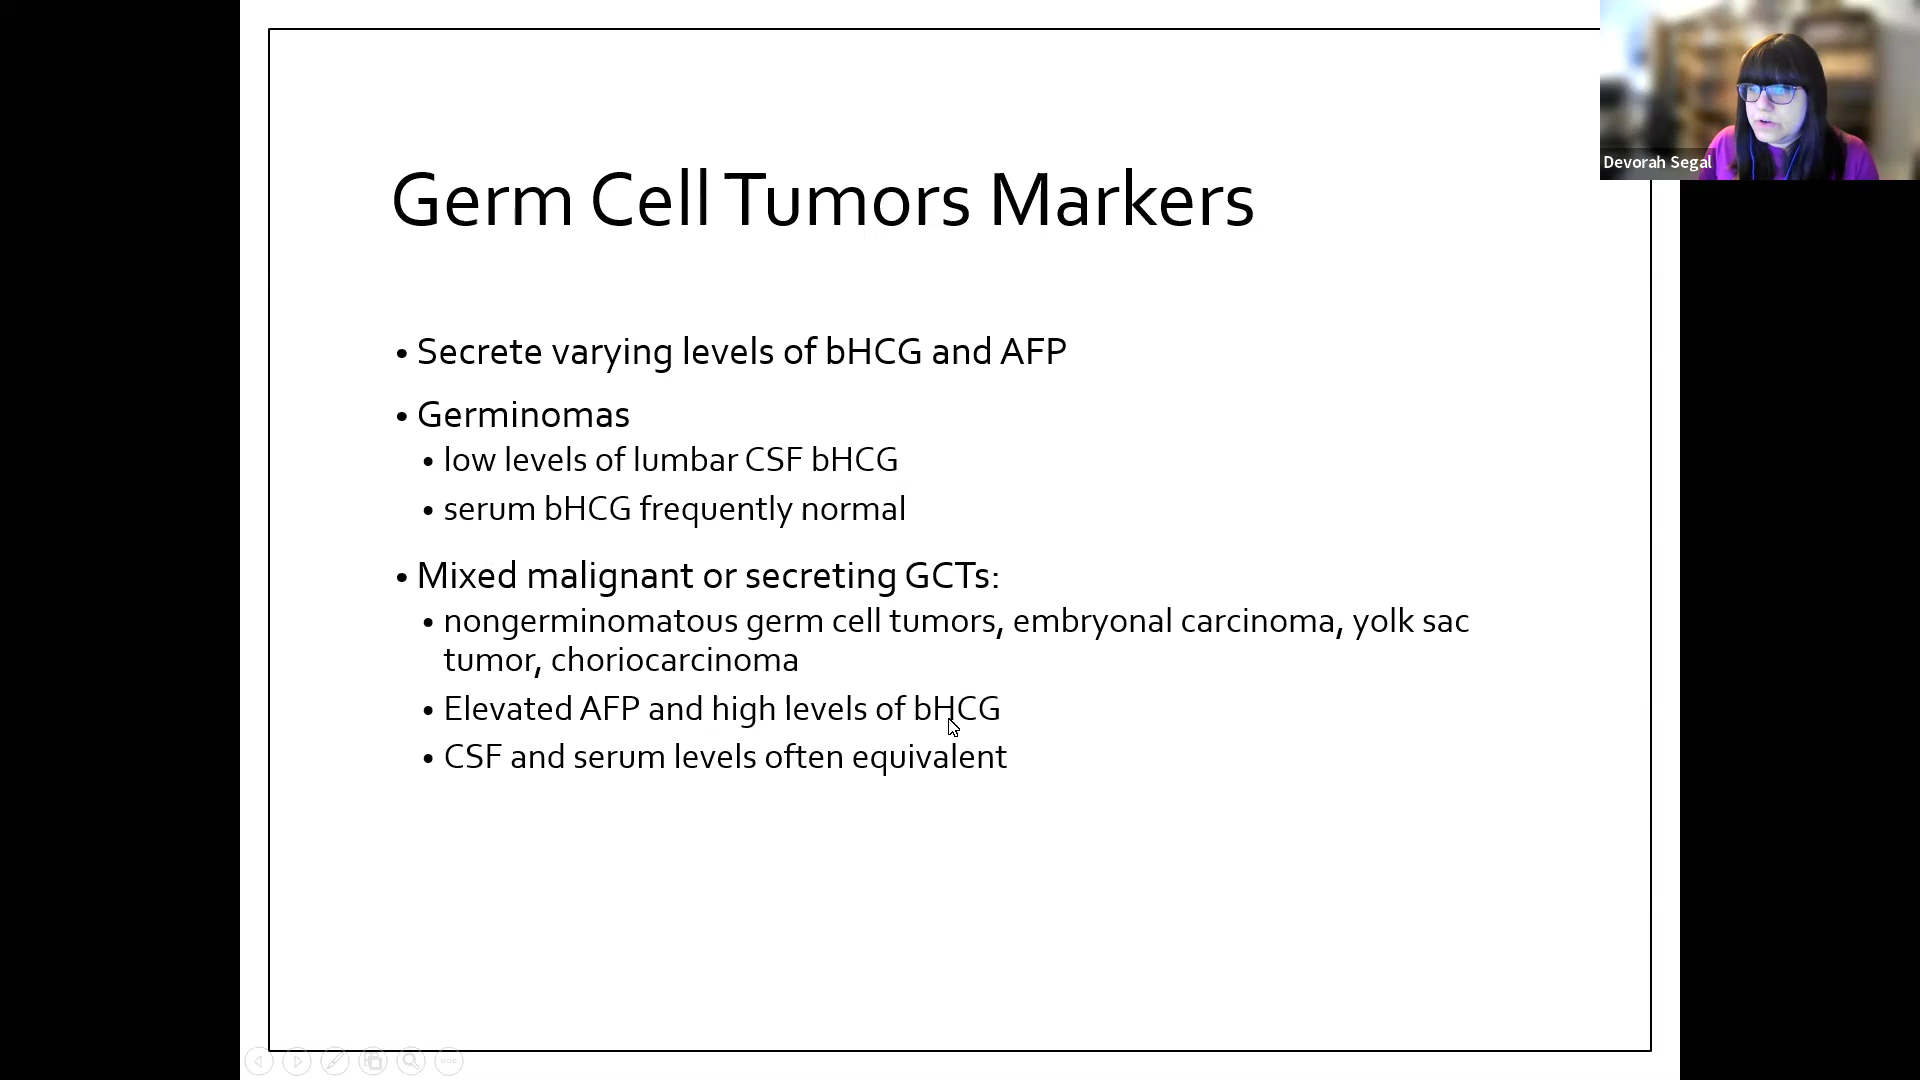 Devorah Segal
Germ Cell Tumors Markers
• Secrete varying levels of bHCG and AFP
• Germinomas
• low levels of lumbar CSF bHCG
• serum bHCG frequently normal
• Mixed malignant or secreting GCTs:
• nongerminomatous germ cell tumors, embryonal carcinoma, yolk sac
tumor, choriocarcinoma
• Elevated AFP and high levels of bHCG
• CSF and serum levels often equivalent